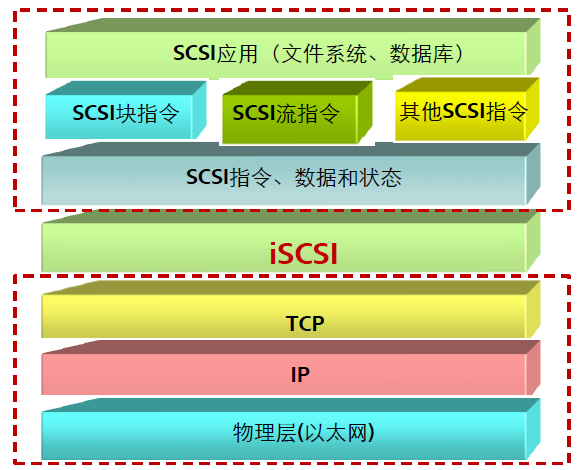 SCSI应用（文件系统、数据库）
SCSI块指令
SCSI流指令
其他SCSI指令
SCSI指令、数据和状态
iSCSI
TCP
IP
物理层(以太网)